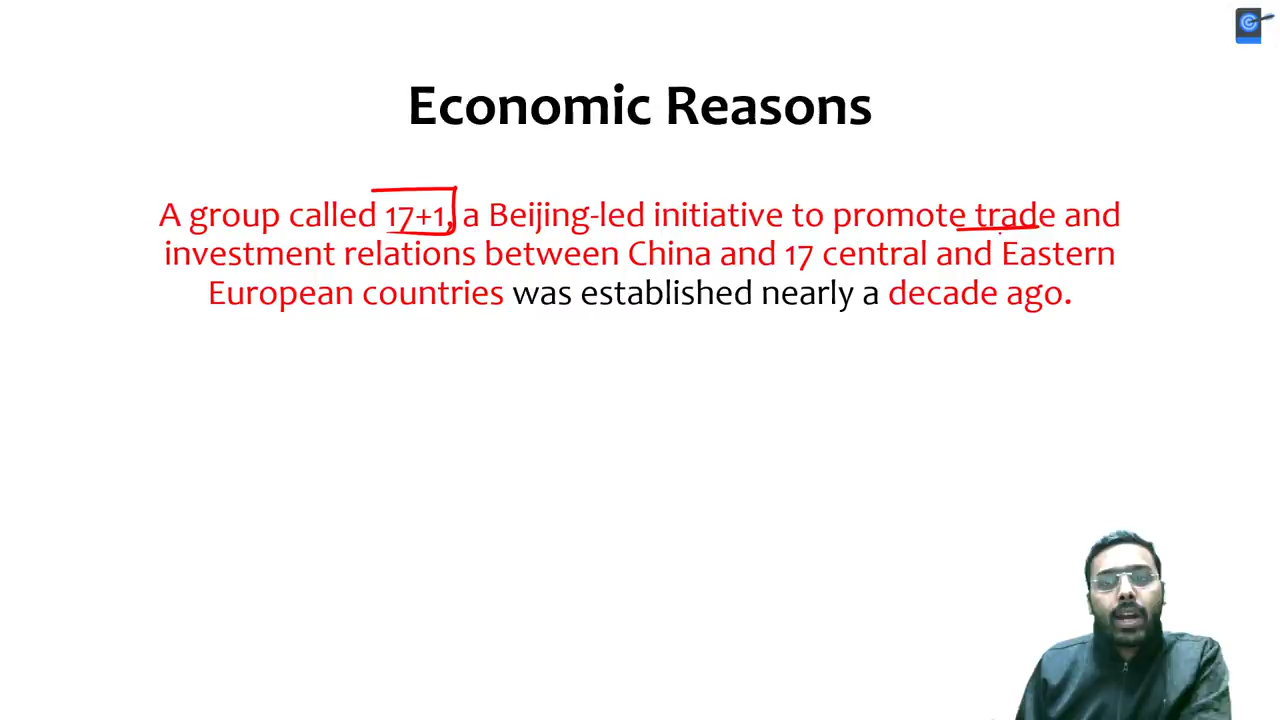 Economic Reasons
A group called 17+1, a Beijing-led initiative to promote trade and
investment relations between China and 17 central and Eastern
European countries was established nearly a decade ago.